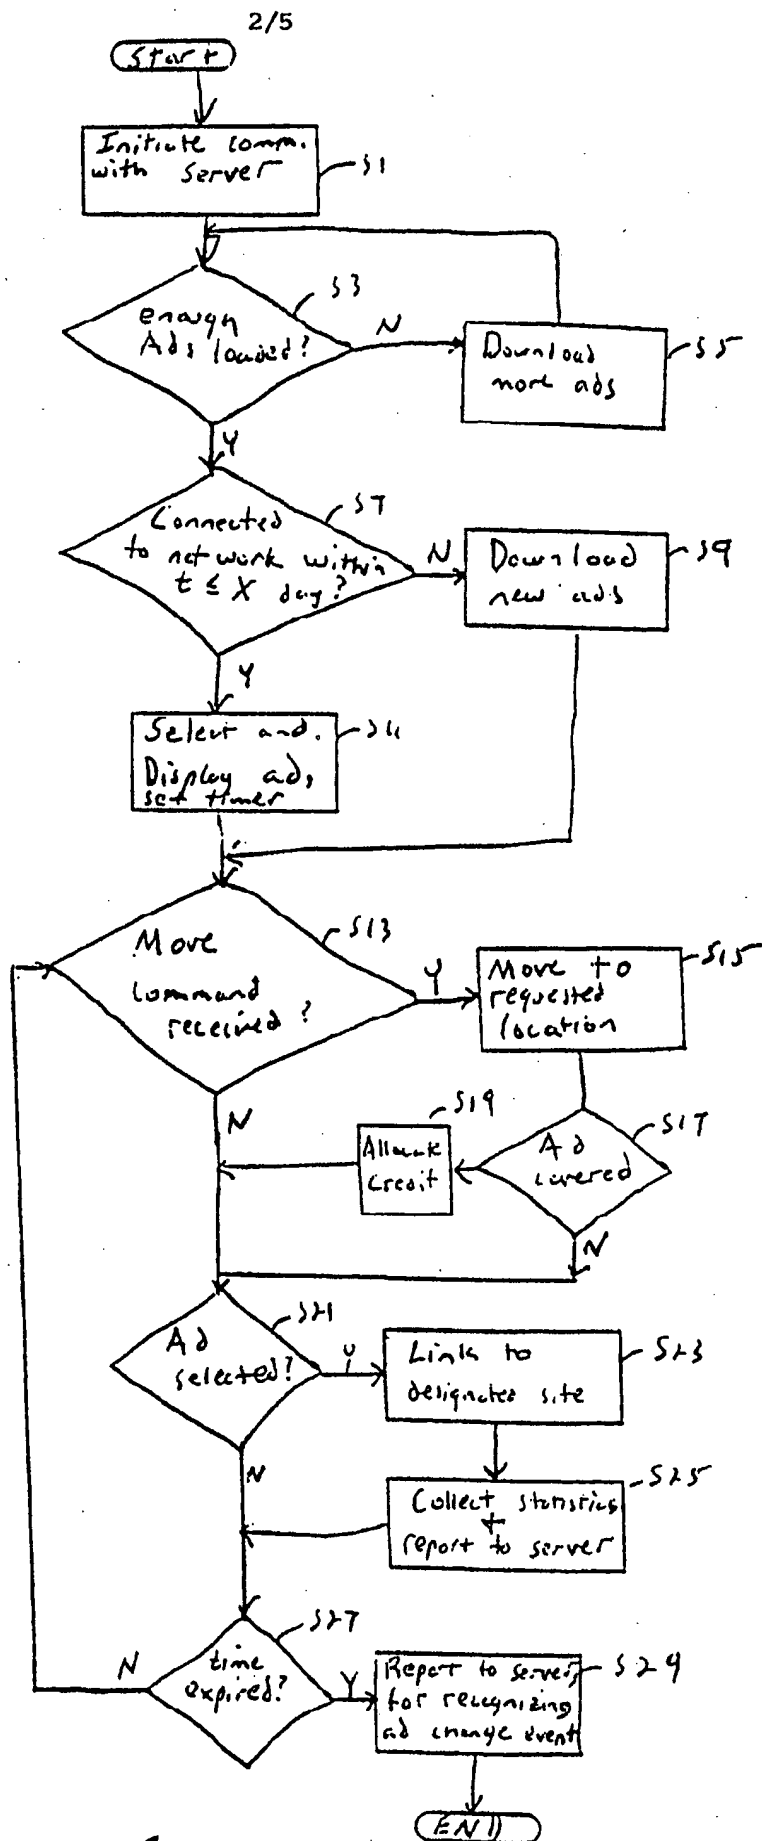 2/5
Start
Initiate comm.
with server
S1
S3
enough
Ads loaded?
N
Download
more ads
S5
Y
S7
Connected
to network within
t ≤ X day?
N
Download
new ads
S9
Y
Select and
Display ad,
set timer
S11
S13
Move
command
received?
Y
Move to
requested
location
S15
N
S19
Allocate
Credit
S17
Ad
covered
N
S21
Ad
selected?
Y
Link to
designated site
S23
N
Collect statistics
+
report to server
S25
S27
time
expired?
N
Y
Report to server,
for recognizing
ad change event
S29
END